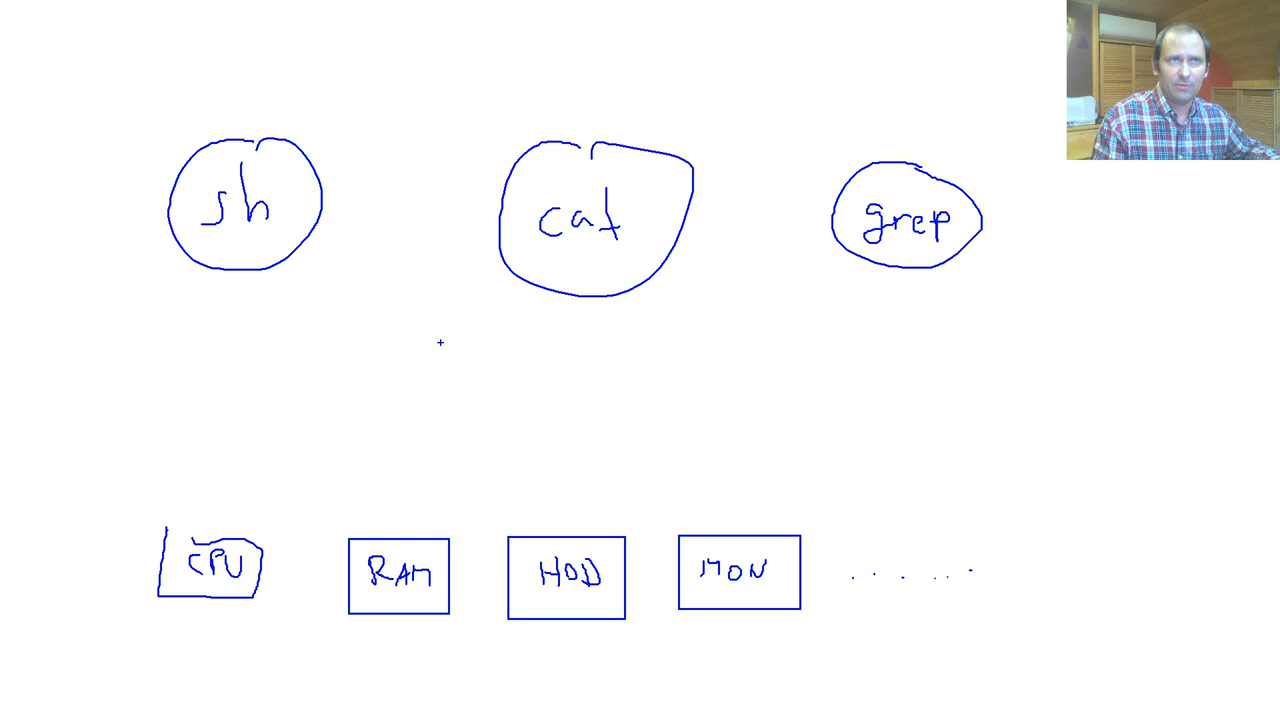 sh cat grep
CPU RAM HDD MON ......